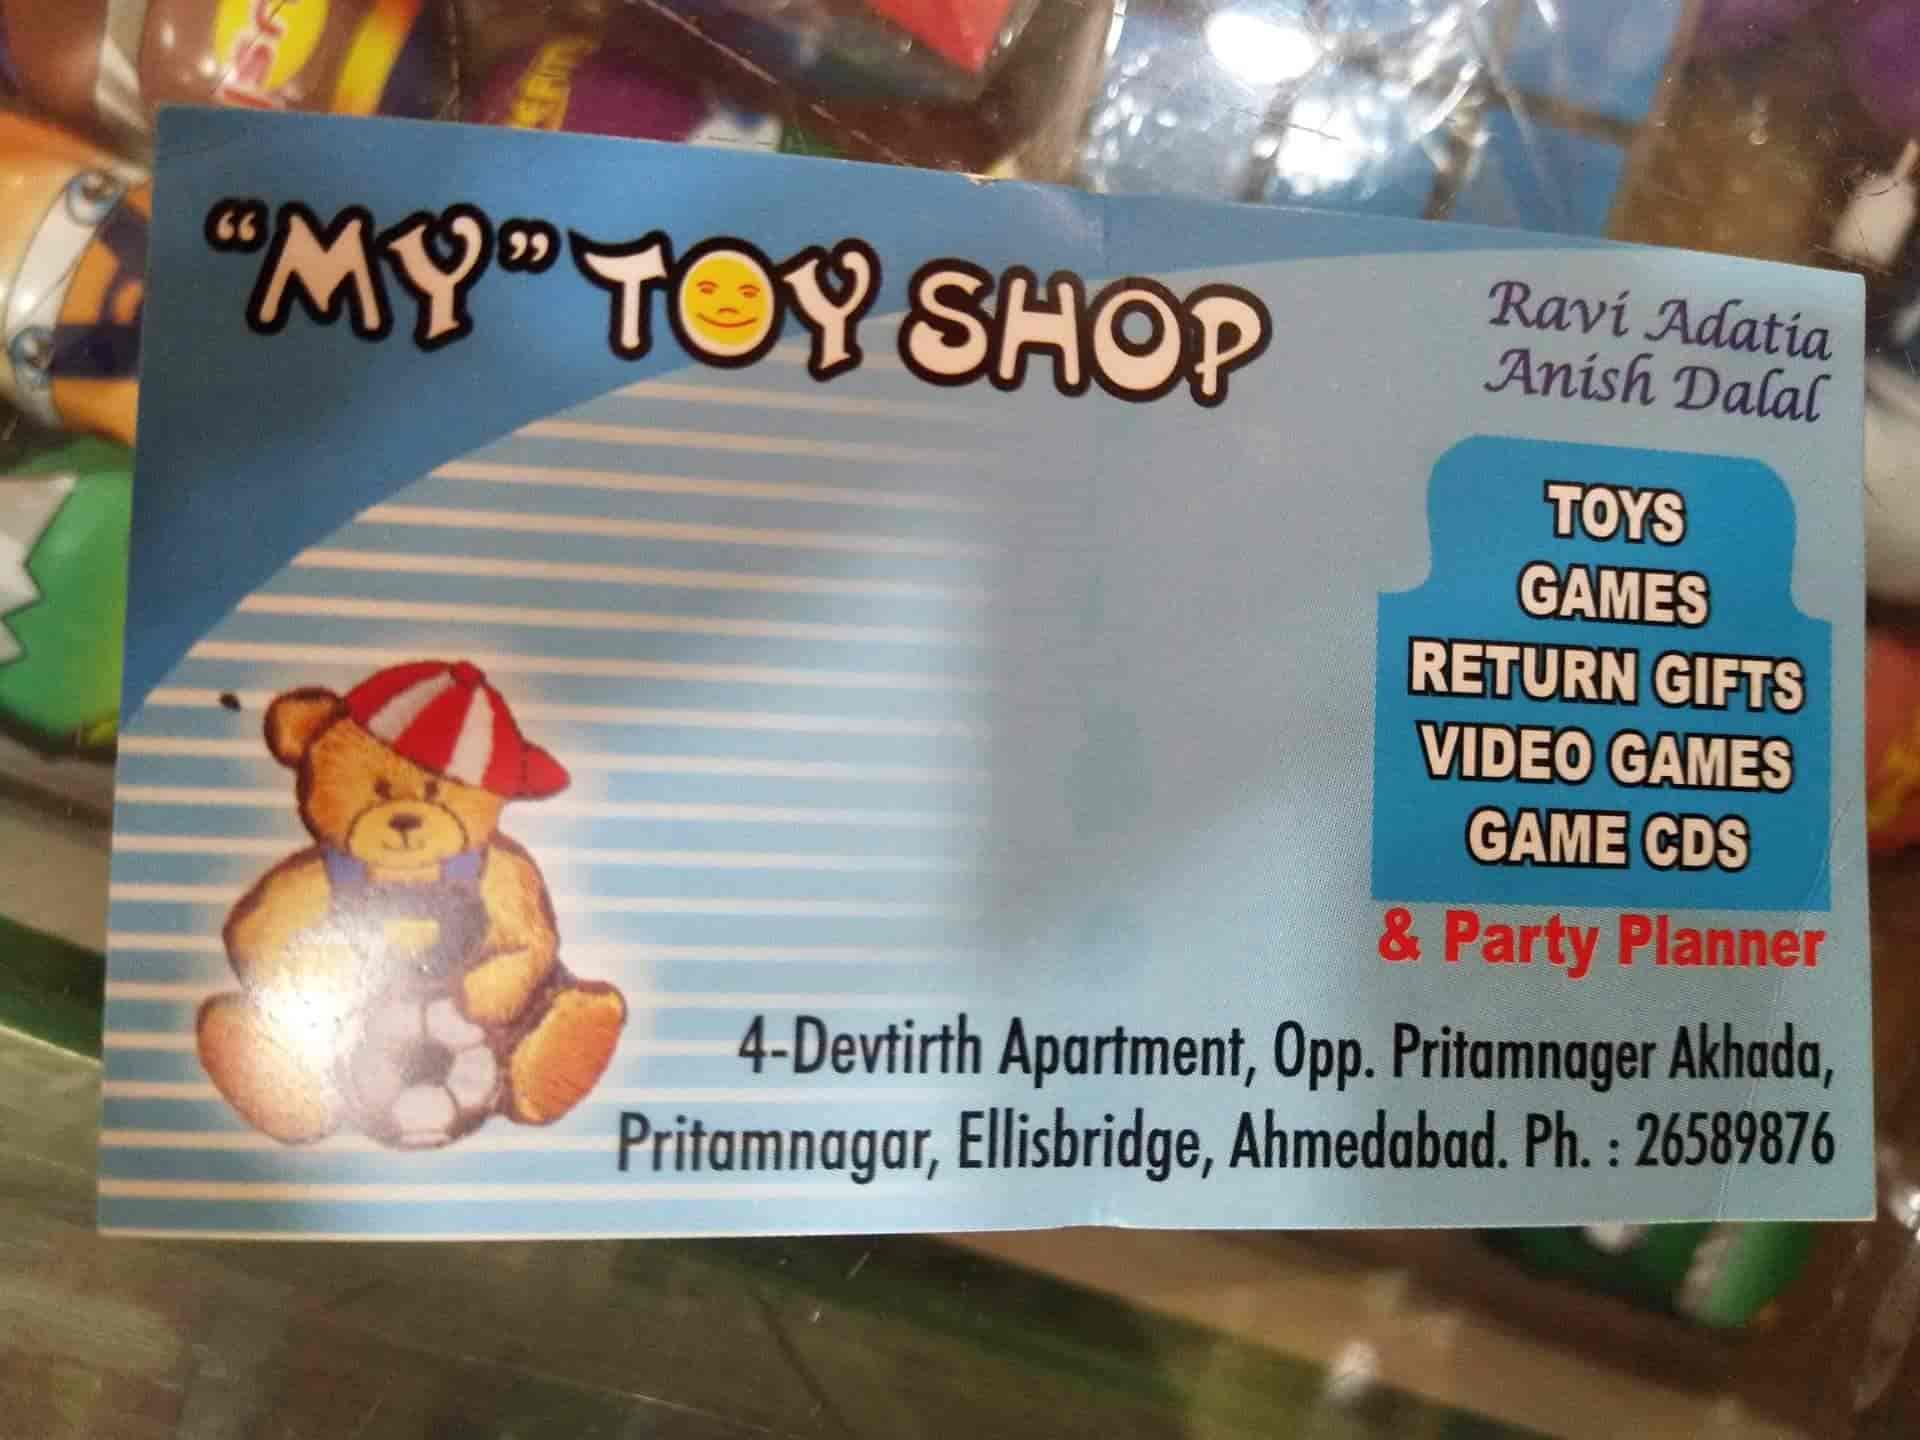 "MY" TOY SHOP
Ravi Adatia
Anish Dalal
TOYS
GAMES
RETURN GIFTS
VIDEO GAMES
GAME CDS
& Party Planner
4-Devtirth Apartment, Opp. Pritamnager Akhada,
Pritamnagar, Ellisbridge, Ahmedabad. Ph. : 26589876